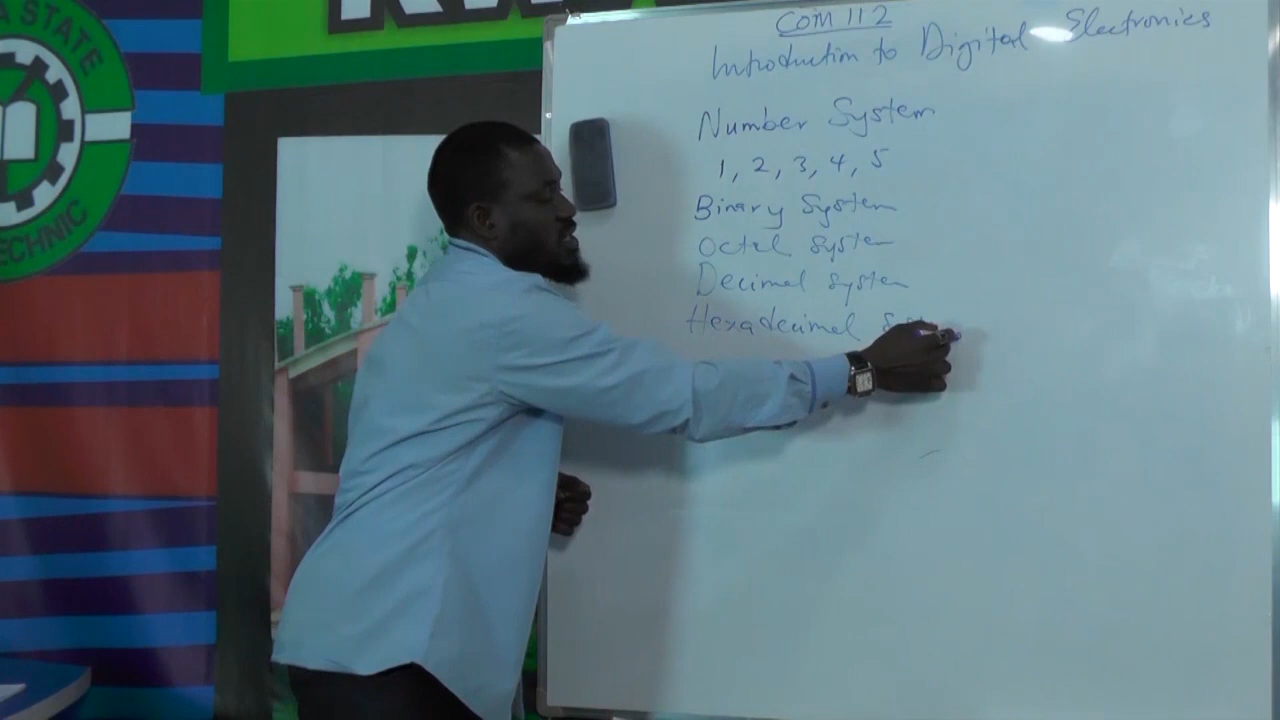 A STATE
TECHNIC
COM 112
Introduction to Digital Electronics
Number System
1, 2, 3, 4, 5
Binary System
Octal System
Decimal System
Hexadecimal